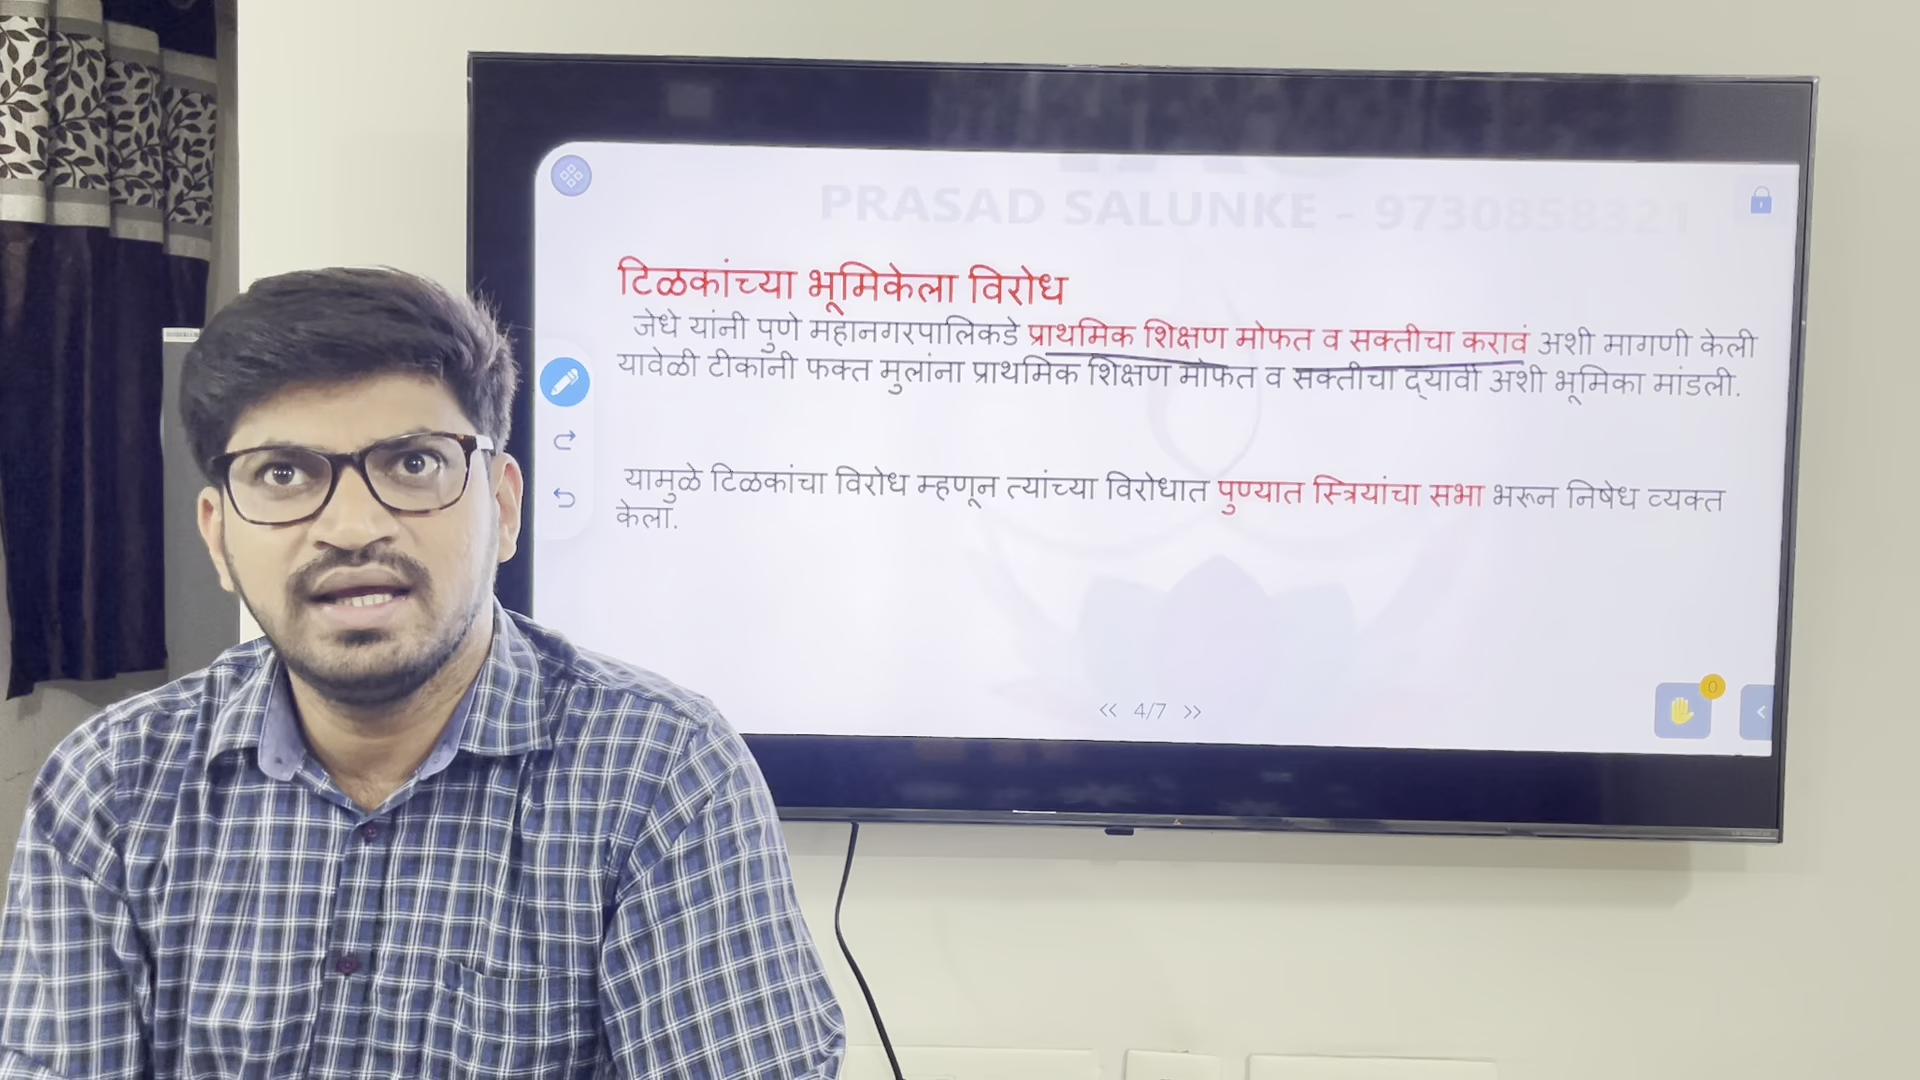 PRASAD SALUNKE - 9730858321
टिळकांच्या भूमिकेला विरोध
जेधे यांनी पुणे महानगरपालिकडे प्राथमिक शिक्षण मोफत व सक्तीचा करावं अशी मागणी केली
यावेळी टीकांनी फक्त मुलांना प्राथमिक शिक्षण मोफत व सक्तीचा द्यावी अशी भूमिका मांडली.
यामुळे टिळकांचा विरोध म्हणून त्यांच्या विरोधात पुण्यात स्त्रियांचा सभा भरून निषेध व्यक्त
केला.
<< 4/7 >>
0